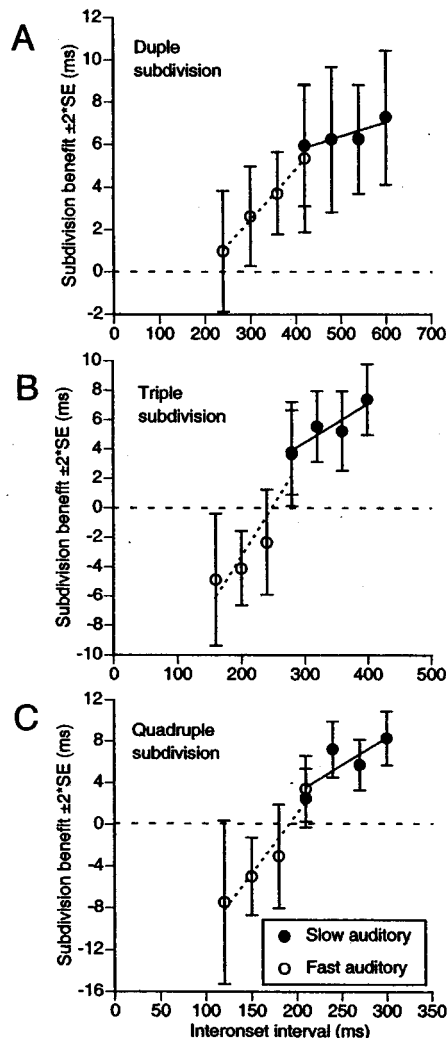 A
Duple
subdivision
Subdivision benefit ±2*SE (ms)
12
10
8
6
4
2
0
-2
0 100 200 300 400 500 600 700
B
Triple
subdivision
Subdivision benefit ±2*SE (ms)
10
8
6
4
2
0
-2
-4
-6
-8
-10
0 100 200 300 400 500
C
Quadruple
subdivision
Subdivision benefit ±2*SE (ms)
12
8
4
0
-4
-8
-12
-16
Slow auditory
Fast auditory
0 50 100 150 200 250 300 350
Interonset interval (ms)